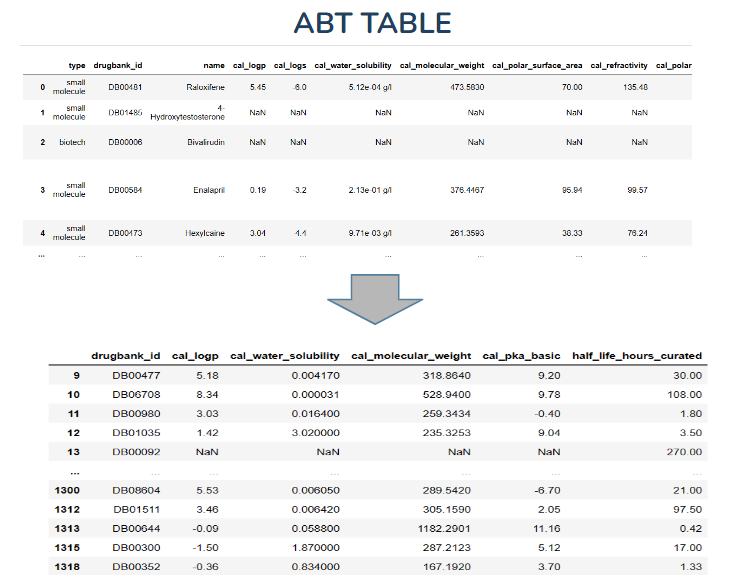 ABT TABLE
type drugbank_id name cal_logp cal_logs cal_water_solubility cal_molecular_weight cal_polar_surface_area cal_refractivity cal_polar
0 small molecule DB00481 Raloxifene 5.45 -6.0 5.12e-04 g/l 473.5830 70.00 135.48
1 small molecule DB01485 4-Hydroxytestosterone NaN NaN NaN NaN NaN NaN
2 biotech DB00006 Bivalirudin NaN NaN NaN NaN NaN NaN
3 small molecule DB00584 Enalapril 0.19 -3.2 2.13e-01 g/l 376.4467 95.94 99.57
4 small molecule DB00473 Hexylcaine 3.04 -4.4 9.71e-03 g/l 261.3593 38.33 76.24
... ... ... ... ... ... ... ... ... ...
drugbank_id cal_logp cal_water_solubility cal_molecular_weight cal_pka_basic half_life_hours_curated
9 DB00477 5.18 0.004170 318.8640 9.20 30.00
10 DB06708 8.34 0.000031 528.9400 9.78 108.00
11 DB00980 3.03 0.016400 259.3434 -0.40 1.80
12 DB01035 1.42 3.020000 235.3253 9.04 3.50
13 DB00092 NaN NaN NaN NaN 270.00
... ... ... ... ... ... ...
1300 DB08604 5.53 0.006050 289.5420 -6.70 21.00
1312 DB01511 3.46 0.006420 305.1590 2.05 97.50
1313 DB00644 -0.09 0.058800 1182.2901 11.16 0.42
1315 DB00300 -1.50 1.870000 287.2123 5.12 17.00
1318 DB00352 -0.36 0.834000 167.1920 3.70 1.33